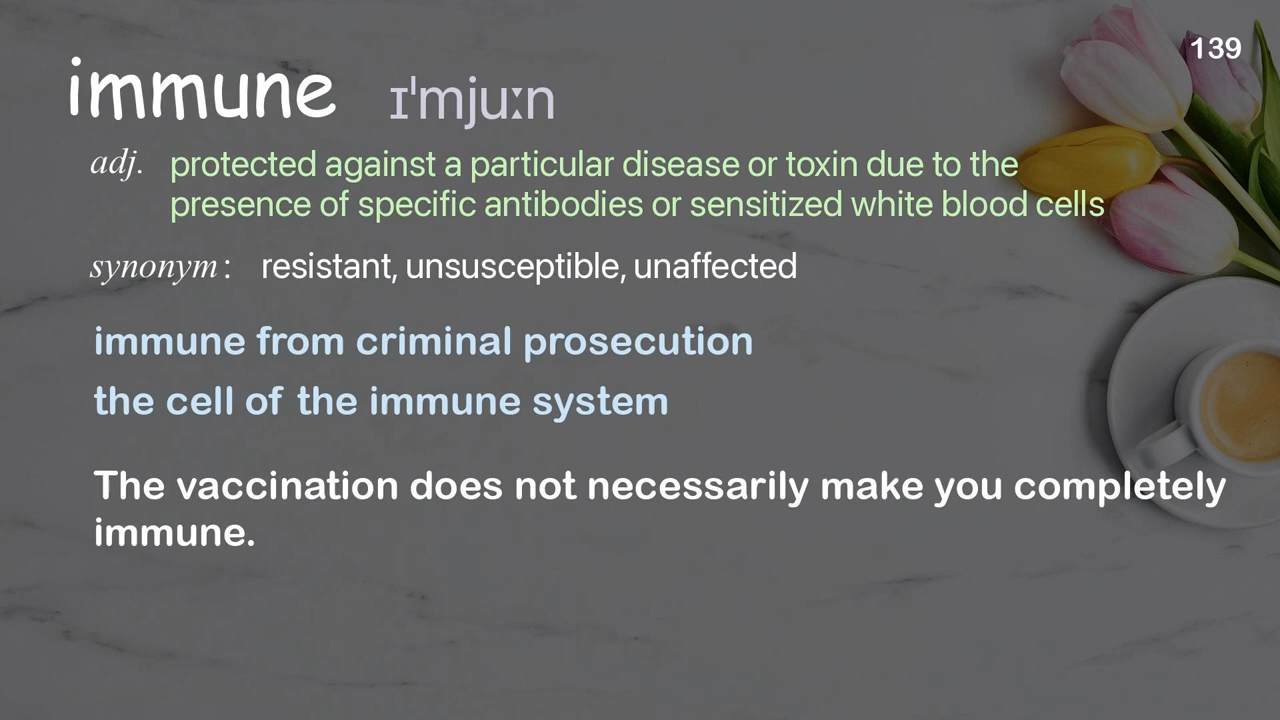 139
immune ɪˈmjuːn
adj. protected against a particular disease or toxin due to the
presence of specific antibodies or sensitized white blood cells
synonym : resistant, unsusceptible, unaffected
immune from criminal prosecution
the cell of the immune system
The vaccination does not necessarily make you completely
immune.